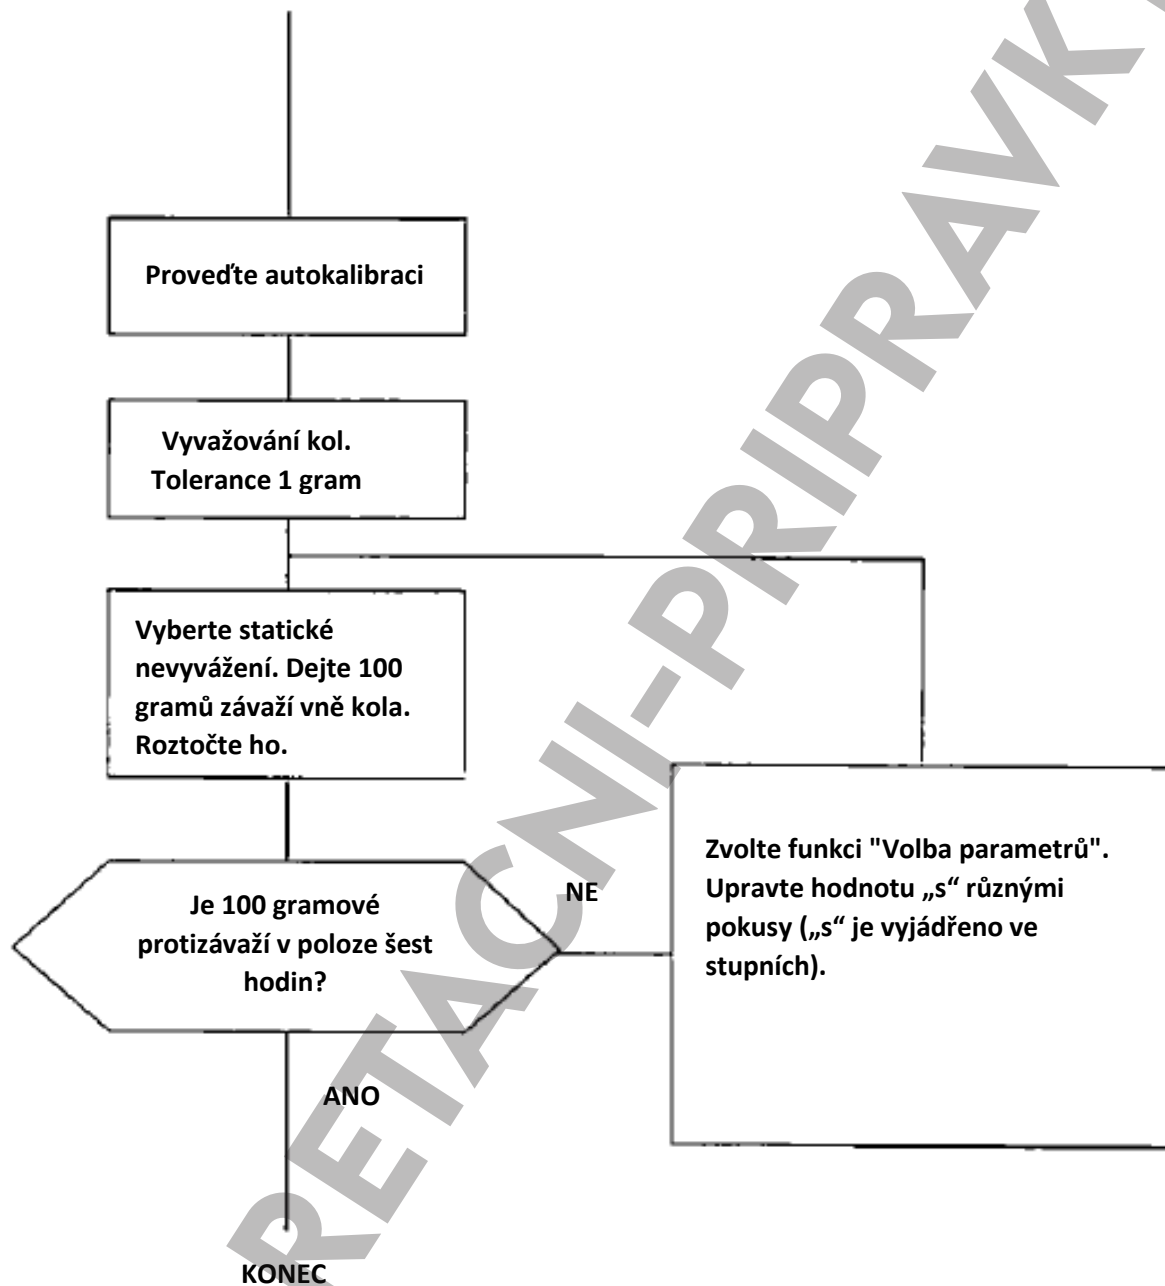 Proveďte autokalibraci
Vyvažování kol.
Tolerance 1 gram
Vyberte statické
nevyvážení. Dejte 100
gramů závaží vně kola.
Roztočte ho.
Je 100 gramové
protizávaží v poloze šest
hodin?
NE
Zvolte funkci "Volba parametrů".
Upravte hodnotu „s“ různými
pokusy („s“ je vyjádřeno ve
stupních).
ANO
KONEC
RETACNI-PRIPRAVK